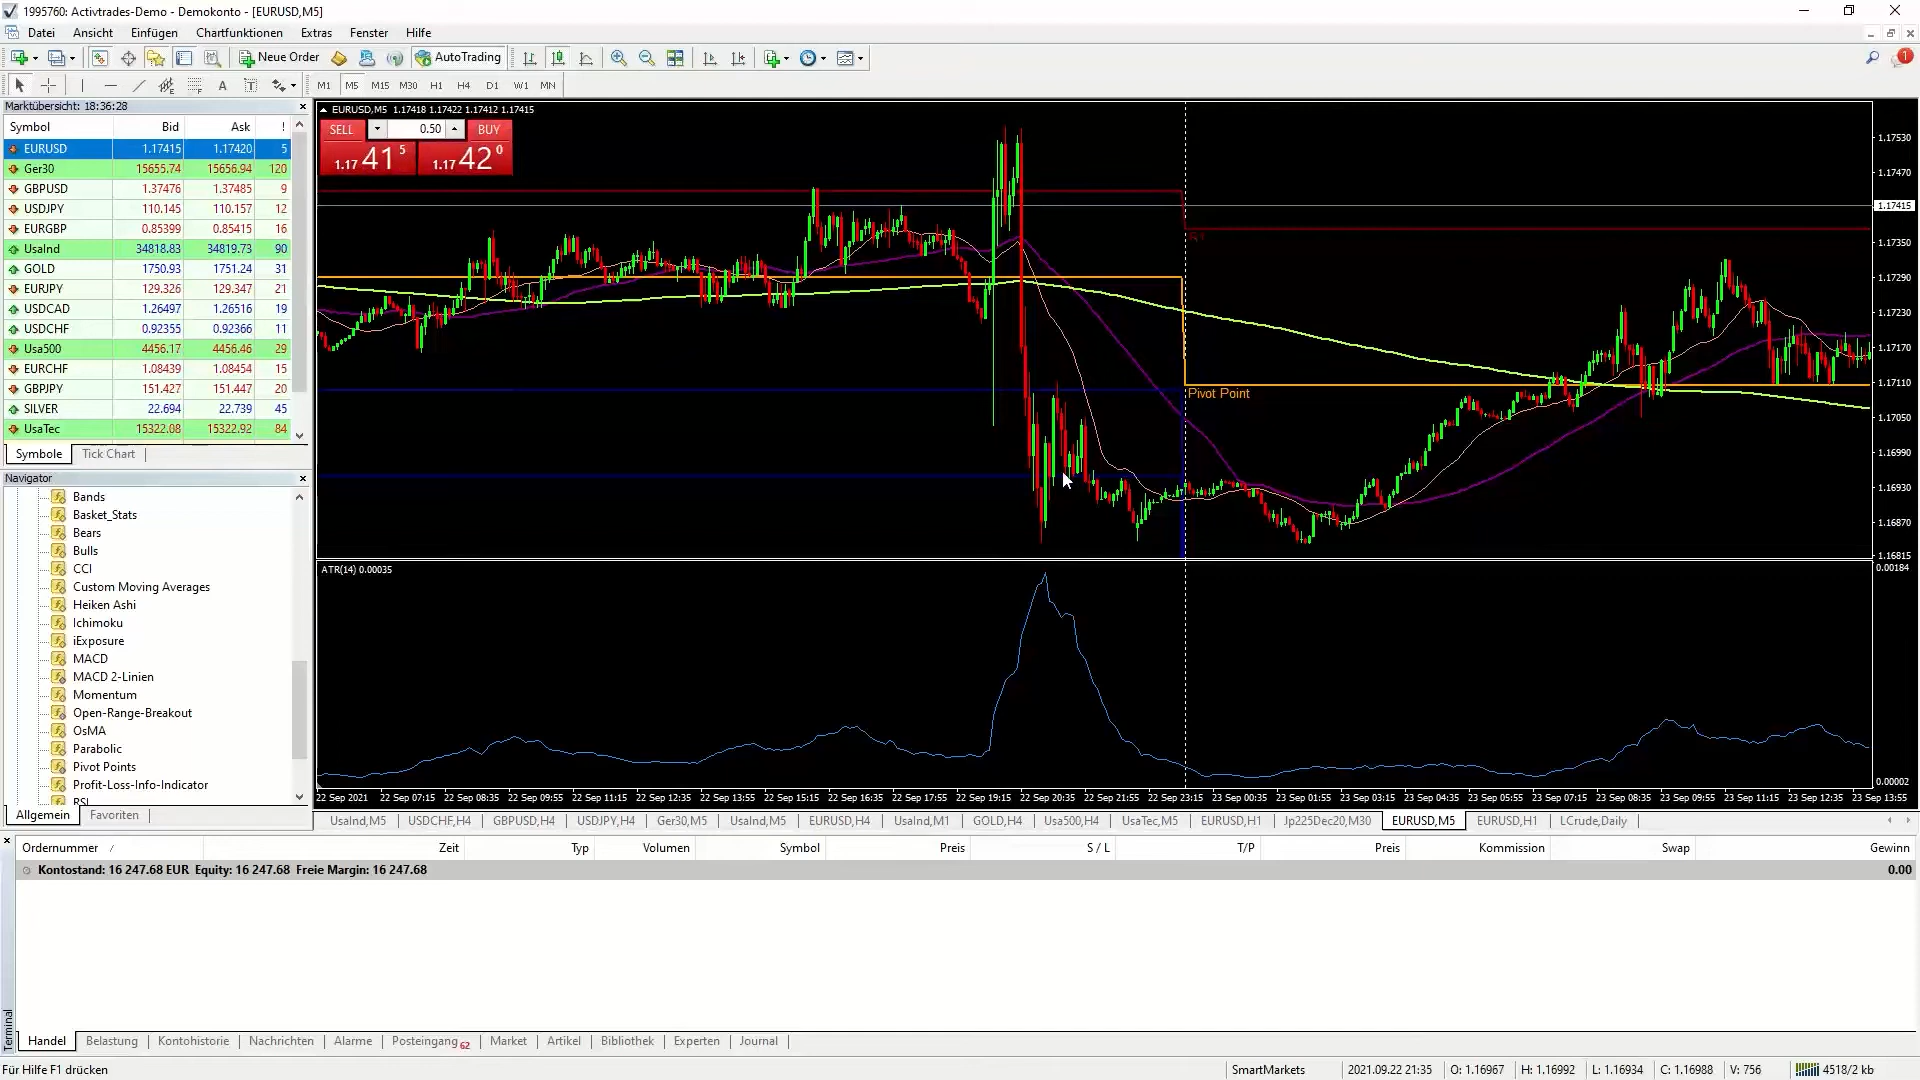 1995760: Activtrades-Demo - Demokonto - [EURUSD,M5]
Datei Ansicht Einfügen Chartfunktionen Extras Fenster Hilfe
Neue Order AutoTrading 1
A T M1 M5 M15 M30 H1 H4 D1 W1 MN
Marktübersicht: 18:36:28
Symbol Bid Ask !
EURUSD 1.17415 1.17420 5
Ger30 15655.74 15656.94 120
GBPUSD 1.37476 1.37485 9
USDJPY 110.145 110.157 12
EURGBP 0.85399 0.85415 16
UsaInd 34818.83 34819.73 90
GOLD 1750.93 1751.24 31
EURJPY 129.326 129.347 21
USDCAD 1.26497 1.26516 19
USDCHF 0.92355 0.92366 11
Usa500 4456.17 4456.46 29
EURCHF 1.08439 1.08454 15
GBPJPY 151.427 151.447 20
SILVER 22.694 22.739 45
UsaTec 15322.08 15322.92 84
Symbole Tick Chart
Navigator
Bands
Basket_Stats
Bears
Bulls
CCI
Custom Moving Averages
Heiken Ashi
Ichimoku
iExposure
MACD
MACD 2-Linien
Momentum
Open-Range-Breakout
OsMA
Parabolic
Pivot Points
Profit-Loss-Info-Indicator
RSI
Allgemein Favoriten
EURUSD,M5 1.17418 1.17422 1.17412 1.17415
SELL 0.50 BUY
1.17 41 5 1.17 42 0
Pivot Point
1.17530
1.17470
1.17415
1.17350
1.17290
1.17230
1.17170
1.17110
1.17050
1.16990
1.16930
1.16870
1.16815
ATR(14) 0.00035
0.00184
0.00002
22 Sep 2021 22 Sep 07:15 22 Sep 08:35 22 Sep 09:55 22 Sep 11:15 22 Sep 12:35 22 Sep 13:55 22 Sep 15:15 22 Sep 16:35 22 Sep 17:55 22 Sep 19:15 22 Sep 20:35 22 Sep 21:55 22 Sep 23:15 23 Sep 00:35 23 Sep 01:55 23 Sep 03:15 23 Sep 04:35 23 Sep 05:55 23 Sep 07:15 23 Sep 08:35 23 Sep 09:55 23 Sep 11:15 23 Sep 12:35 23 Sep 13:55
UsaInd,M5 USDCHF,H4 GBPUSD,H4 USDJPY,H4 Ger30,M5 UsaInd,M5 EURUSD,H4 UsaInd,M1 GOLD,H4 Usa500,H4 UsaTec,M5 EURUSD,H1 Jp225Dec20,M30 EURUSD,M5 EURUSD,H1 LCrude,Daily
Ordernummer Zeit Typ Volumen Symbol Preis S / L T/P Preis Kommission Swap Gewinn
Kontostand: 16 247.68 EUR Equity: 16 247.68 Freie Margin: 16 247.68 0.00
Terminal
Handel Belastung Kontohistorie Nachrichten Alarme Posteingang 62 Market Artikel Bibliothek Experten Journal
Für Hilfe F1 drücken SmartMarkets 2021.09.22 21:35 O: 1.16967 H: 1.16992 L: 1.16934 C: 1.16988 V: 756 4518/2 kb